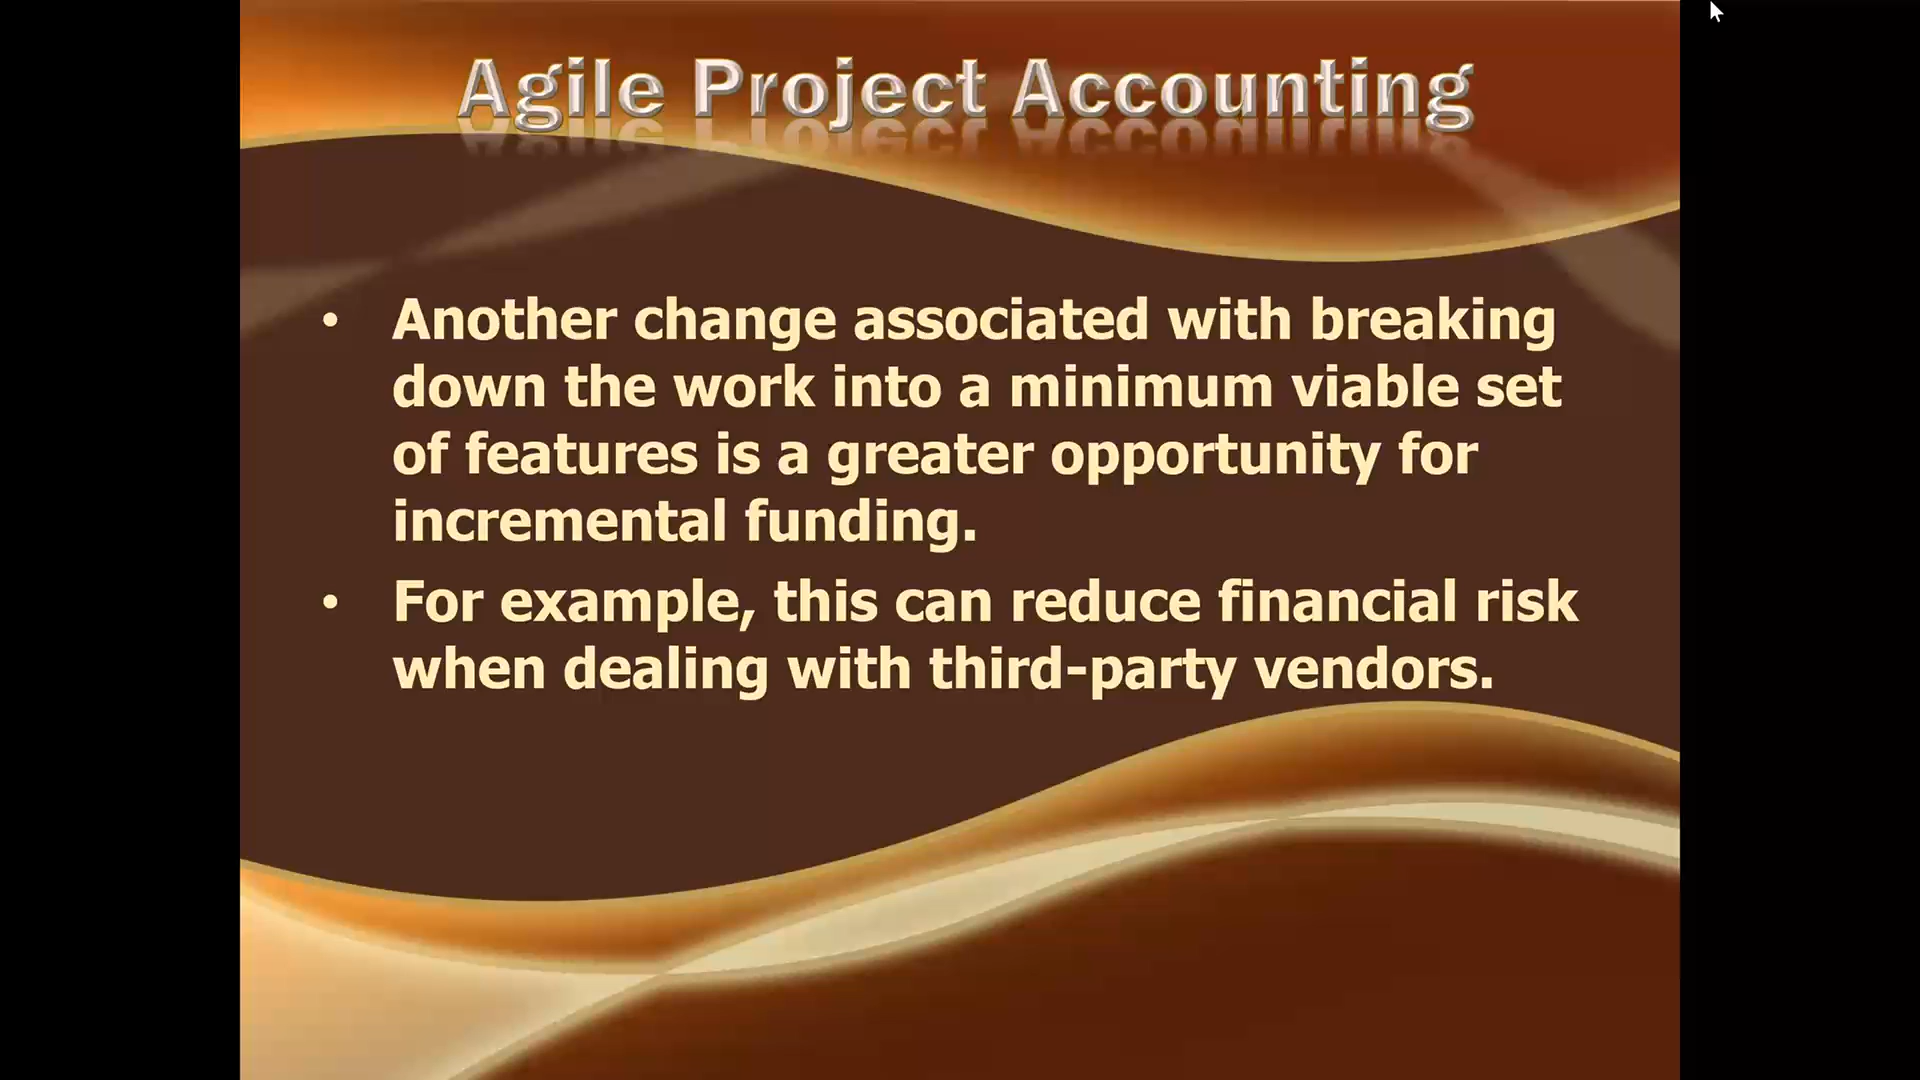 Agile Project Accounting
• Another change associated with breaking
down the work into a minimum viable set
of features is a greater opportunity for
incremental funding.
• For example, this can reduce financial risk
when dealing with third-party vendors.